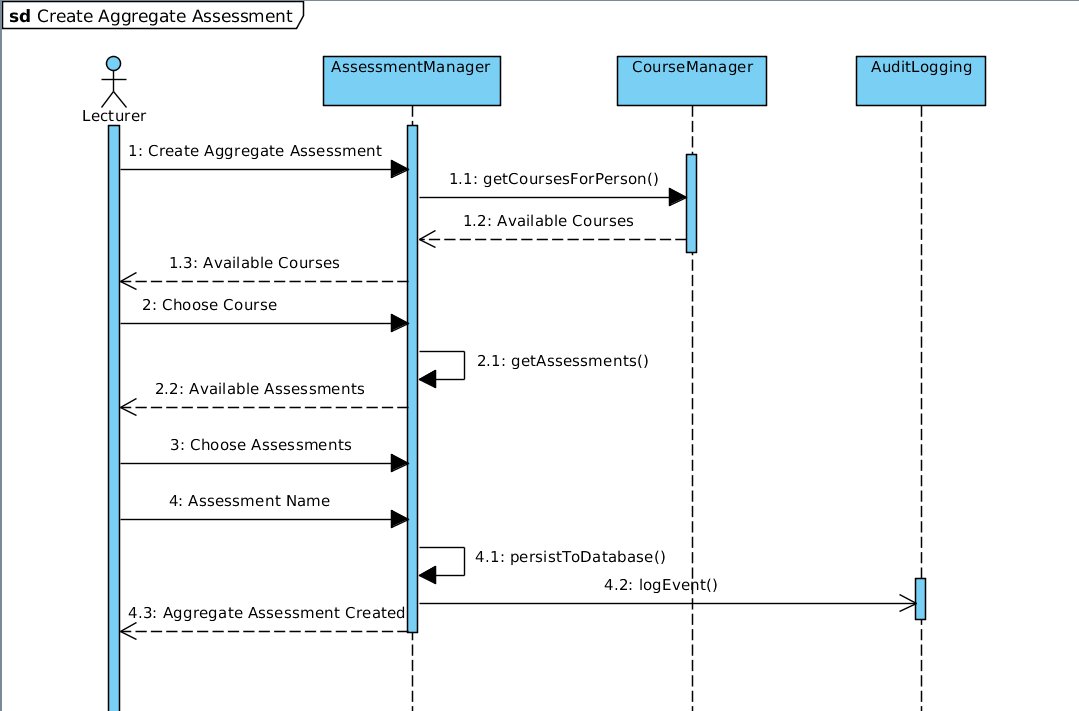 sd Create Aggregate Assessment
Lecturer
AssessmentManager
CourseManager
AuditLogging
1: Create Aggregate Assessment
1.1: getCoursesForPerson()
1.2: Available Courses
1.3: Available Courses
2: Choose Course
2.1: getAssessments()
2.2: Available Assessments
3: Choose Assessments
4: Assessment Name
4.1: persistToDatabase()
4.2: logEvent()
4.3: Aggregate Assessment Created